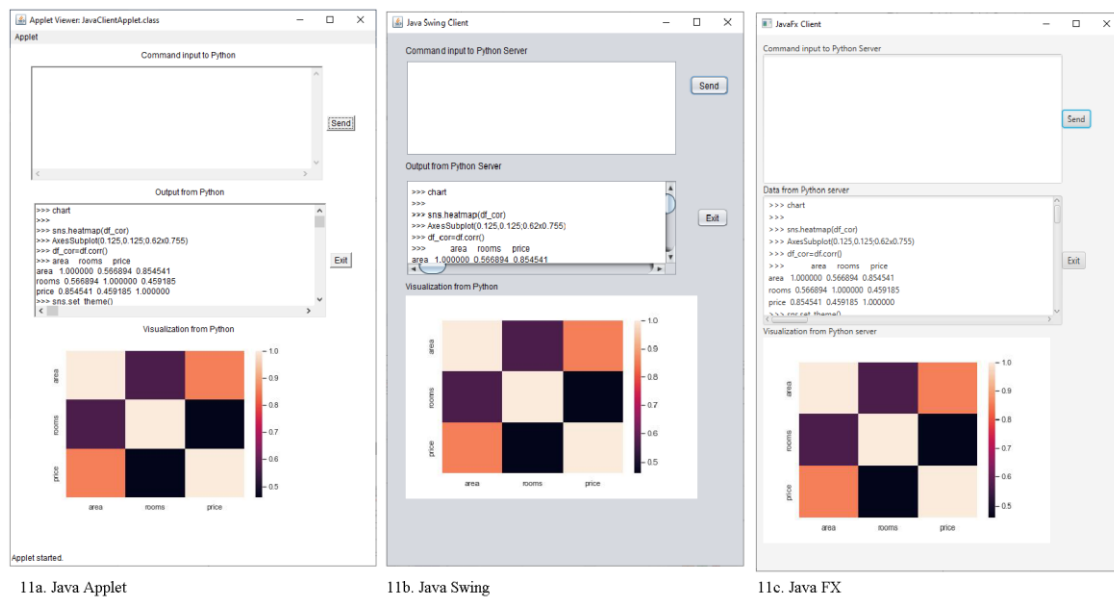 Applet Viewer: JavaClientApplet.class
Applet
Command input to Python
Send
Output from Python
>>> chart
>>>
>>> sns.heatmap(df_cor)
>>> AxesSubplot(0.125,0.125;0.62x0.755)
>>> df_cor=df.corr()
>>> area rooms price
area 1.000000 0.566894 0.854541
rooms 0.566894 1.000000 0.459185
price 0.854541 0.459185 1.000000
>>> sns.set_theme()
Exit
Visualization from Python
area
rooms
price
area rooms price
1.0
0.9
0.8
0.7
0.6
0.5
Applet started.
11a. Java Applet
Java Swing Client
Command input to Python Server
Send
Output from Python Server
>>> chart
>>>
>>> sns.heatmap(df_cor)
>>> AxesSubplot(0.125,0.125;0.62x0.755)
>>> df_cor=df.corr()
>>> area rooms price
area 1.000000 0.566894 0.854541
Exit
Visualization from Python
area
rooms
price
area rooms price
1.0
0.9
0.8
0.7
0.6
0.5
11b. Java Swing
JavaFx Client
Command input to Python Server
Send
Data from Python server
>>> chart
>>>
>>> sns.heatmap(df_cor)
>>> AxesSubplot(0.125,0.125;0.62x0.755)
>>> df_cor=df.corr()
>>> area rooms price
area 1.000000 0.566894 0.854541
rooms 0.566894 1.000000 0.459185
price 0.854541 0.459185 1.000000
>>> sns.set_theme()
Exit
Visualization from Python server
area
rooms
price
area rooms price
1.0
0.9
0.8
0.7
0.6
0.5
11c. Java FX